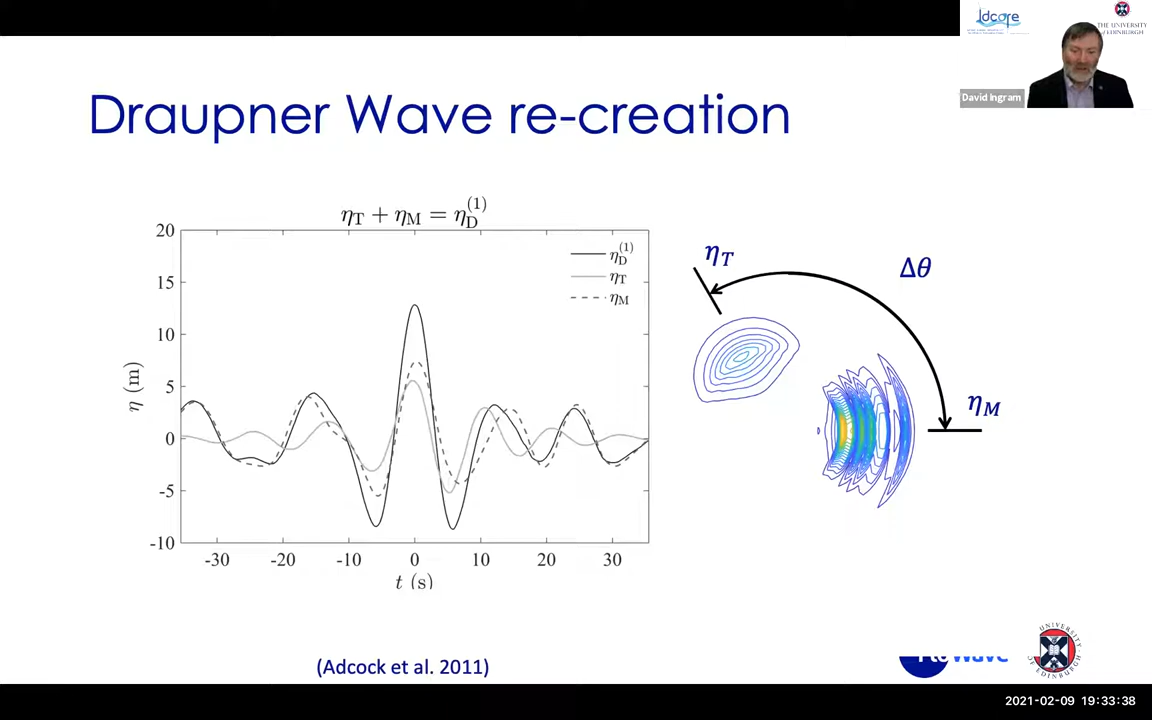 ldcore
THE UNIVERSITY
of EDINBURGH
David Ingram
Draupner Wave re-creation
η_T + η_M = η_D^(1)
20
15
10
5
0
-5
-10
η (m)
η_D^(1)
η_T
η_M
-30 -20 -10 0 10 20 30
t (s)
η_T
Δθ
η_M
(Adcock et al. 2011)
Wave
2021-02-09 19:33:38